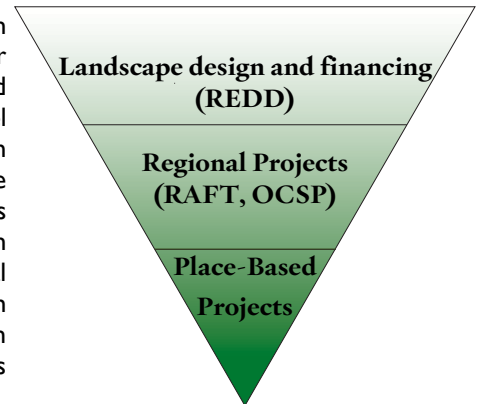 Landscape design and financing
(REDD)
Regional Projects
(RAFT, OCSP)
Place-Based
Projects